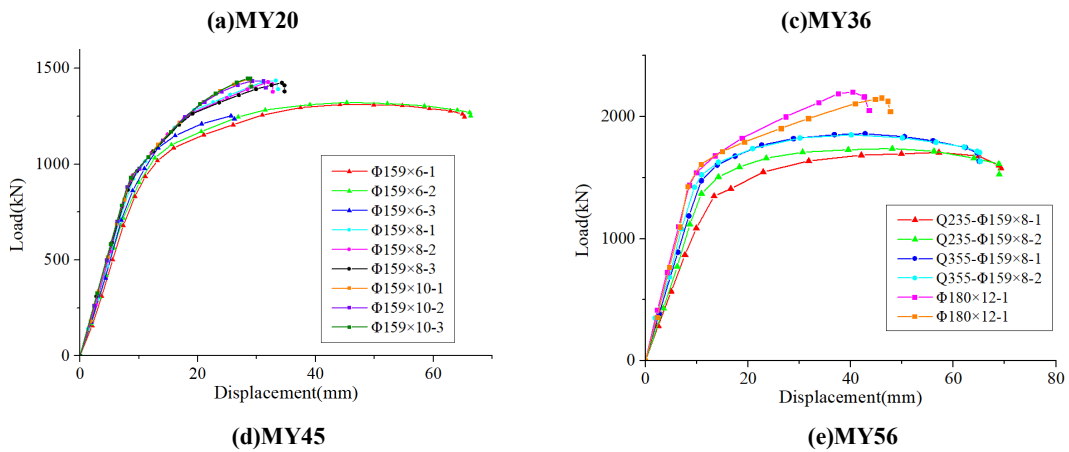 (a)MY20
(c)MY36
1500
1000
500
0
Load(kN)
0
20
40
60
Displacement(mm)
Φ159×6-1
Φ159×6-2
Φ159×6-3
Φ159×8-1
Φ159×8-2
Φ159×8-3
Φ159×10-1
Φ159×10-2
Φ159×10-3
(d)MY45
2000
1000
0
Load(kN)
0
20
40
60
80
Displacement(mm)
Q235-Φ159×8-1
Q235-Φ159×8-2
Q355-Φ159×8-1
Q355-Φ159×8-2
Φ180×12-1
Φ180×12-1
(e)MY56